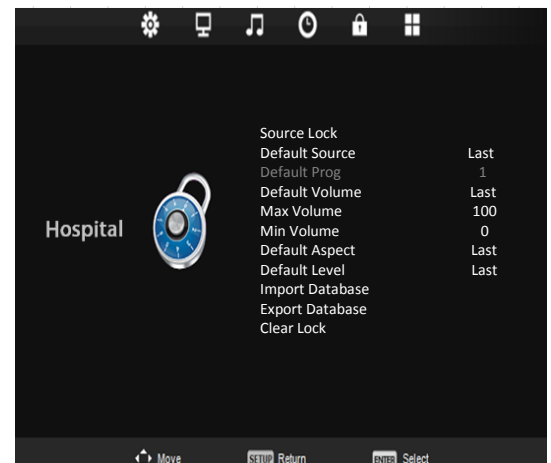 Hospital
Source Lock
Default Source Last
Default Prog 1
Default Volume Last
Max Volume 100
Min Volume 0
Default Aspect Last
Default Level Last
Import Database
Export Database
Clear Lock
Move SETUP Return ENTER Select